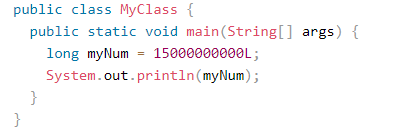 public class MyClass {
  public static void main(String[] args) {
    long myNum = 15000000000L;
    System.out.println(myNum);
  }
}